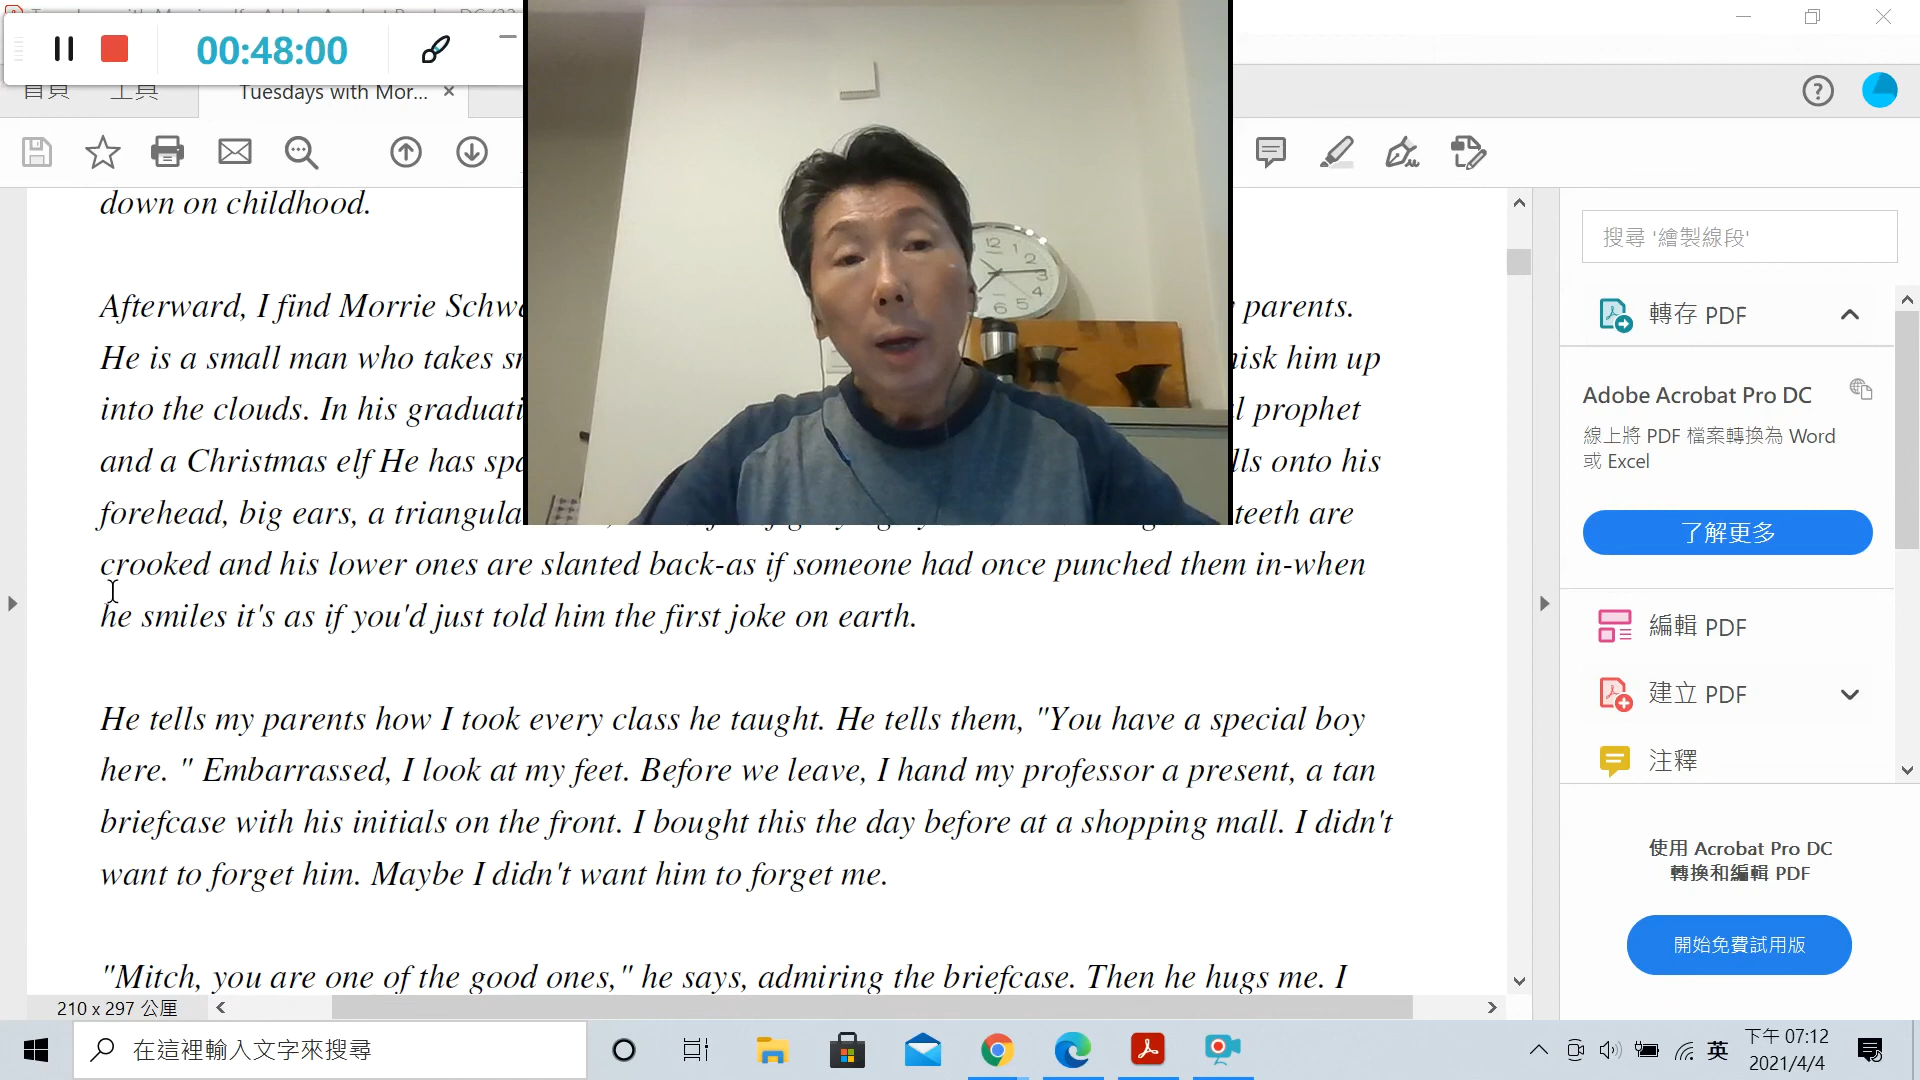 00:48:00
首頁 工具 Tuesdays with Mor...
down on childhood.
Afterward, I find Morrie Schwa parents.
He is a small man who takes him up
into the clouds. In his prophet
and a Christmas elf He has onto his
forehead, big ears, a teeth are
crooked and his lower ones are slanted back-as if someone had once punched them in-when
he smiles it's as if you'd just told him the first joke on earth.
He tells my parents how I took every class he taught. He tells them, "You have a special boy
here. " Embarrassed, I look at my feet. Before we leave, I hand my professor a present, a tan
briefcase with his initials on the front. I bought this the day before at a shopping mall. I didn't
want to forget him. Maybe I didn't want him to forget me.
"Mitch, you are one of the good ones," he says, admiring the briefcase. Then he hugs me. I
210 x 297 公厘
12
1
2
3
4
5
6
搜尋 '繪製線段'
轉存 PDF
Adobe Acrobat Pro DC
線上將 PDF 檔案轉換為 Word
或 Excel
了解更多
編輯 PDF
建立 PDF
注釋
使用 Acrobat Pro DC
轉換和編輯 PDF
開始免費試用版
在這裡輸入文字來搜尋
英
下午 07:12
2021/4/4